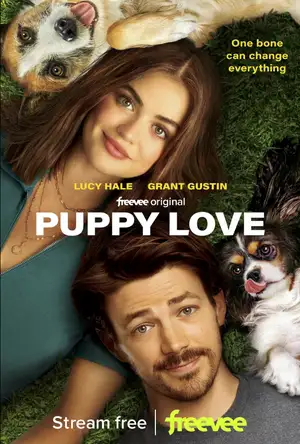 One bone
can change
everything
LUCY HALE GRANT GUSTIN
freevee original
PUPPY LOVE
Stream free | freevee